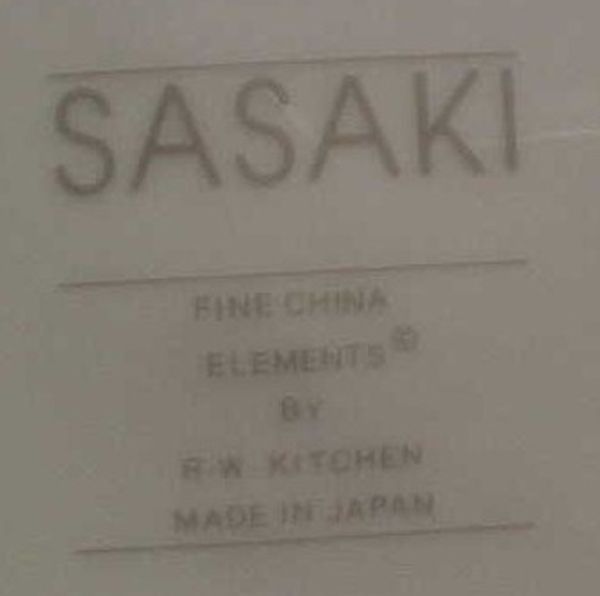 SASAKI
FINE CHINA
ELEMENTS©
BY
R·W KITCHEN
MADE IN JAPAN